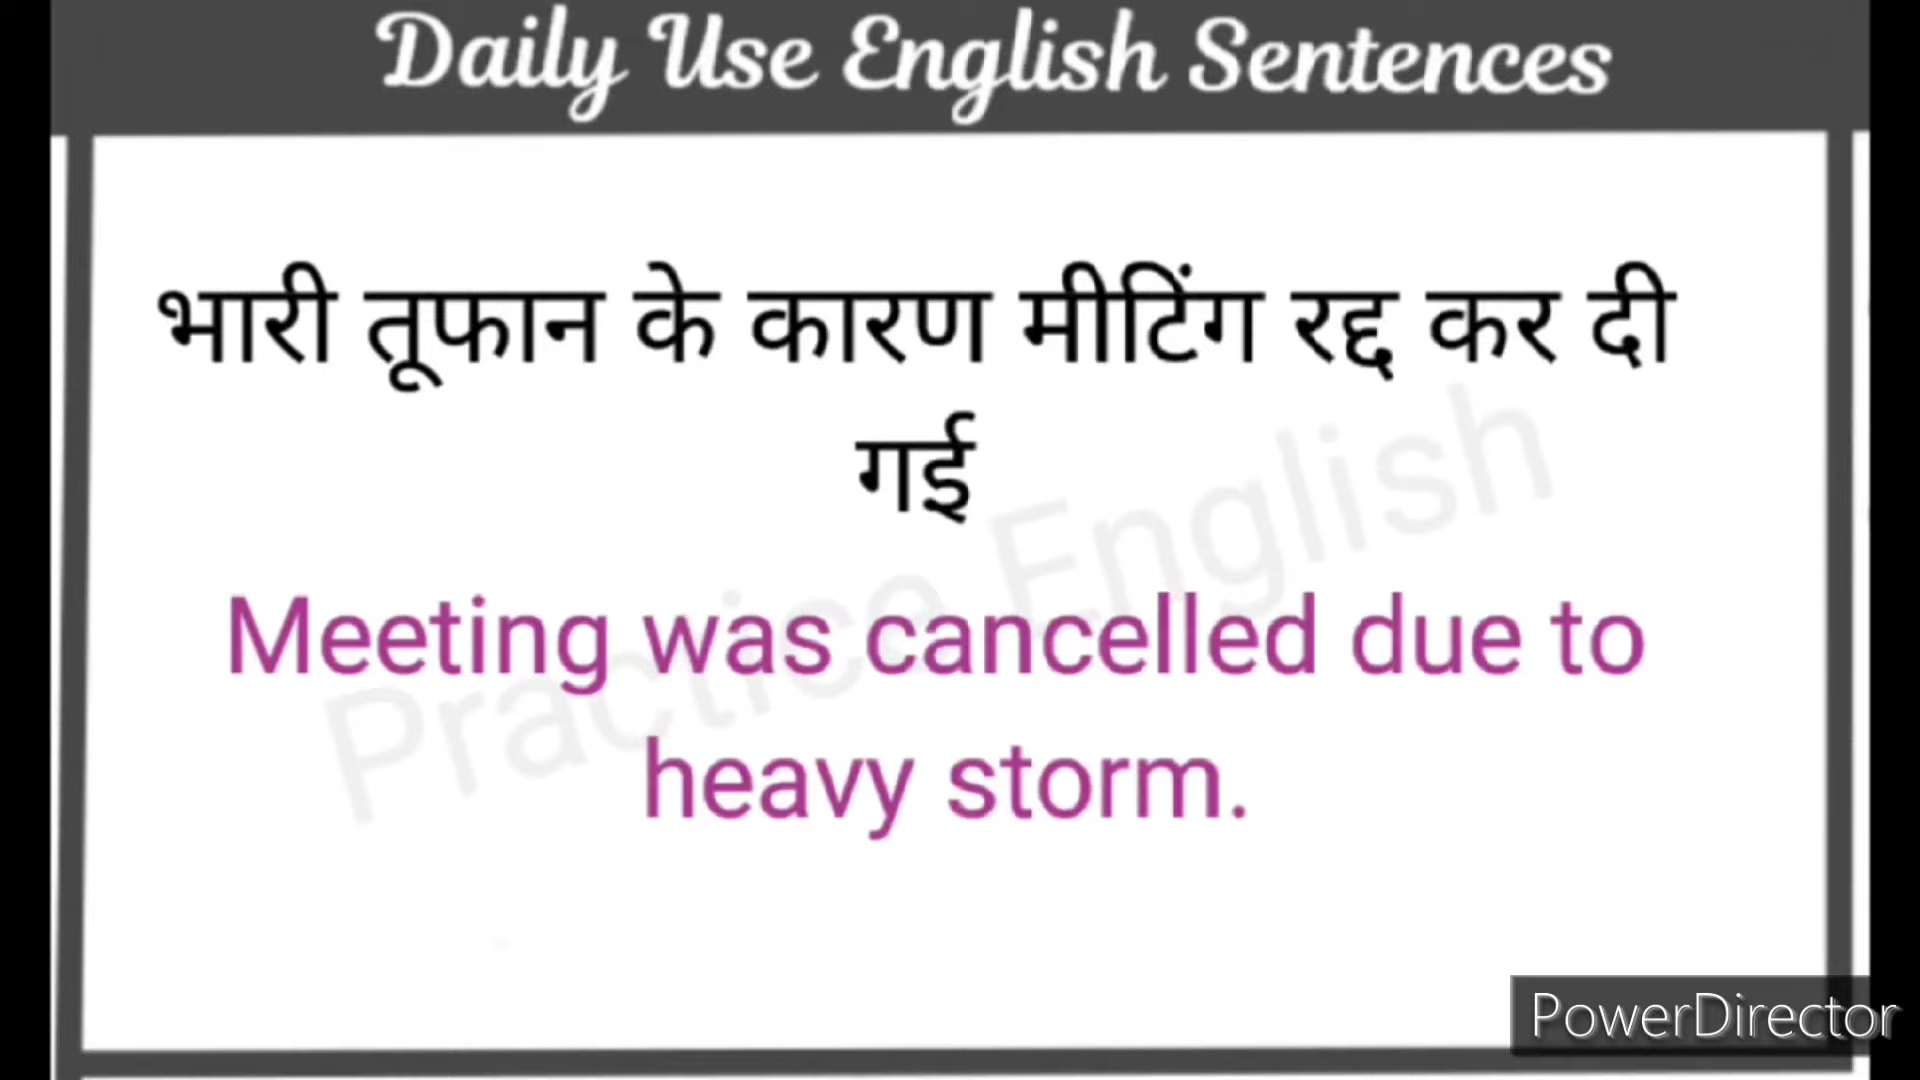 Daily Use English Sentences
भारी तूफान के कारण मीटिंग रद्द कर दी
गई
Practice English
Meeting was cancelled due to
heavy storm.
PowerDirector